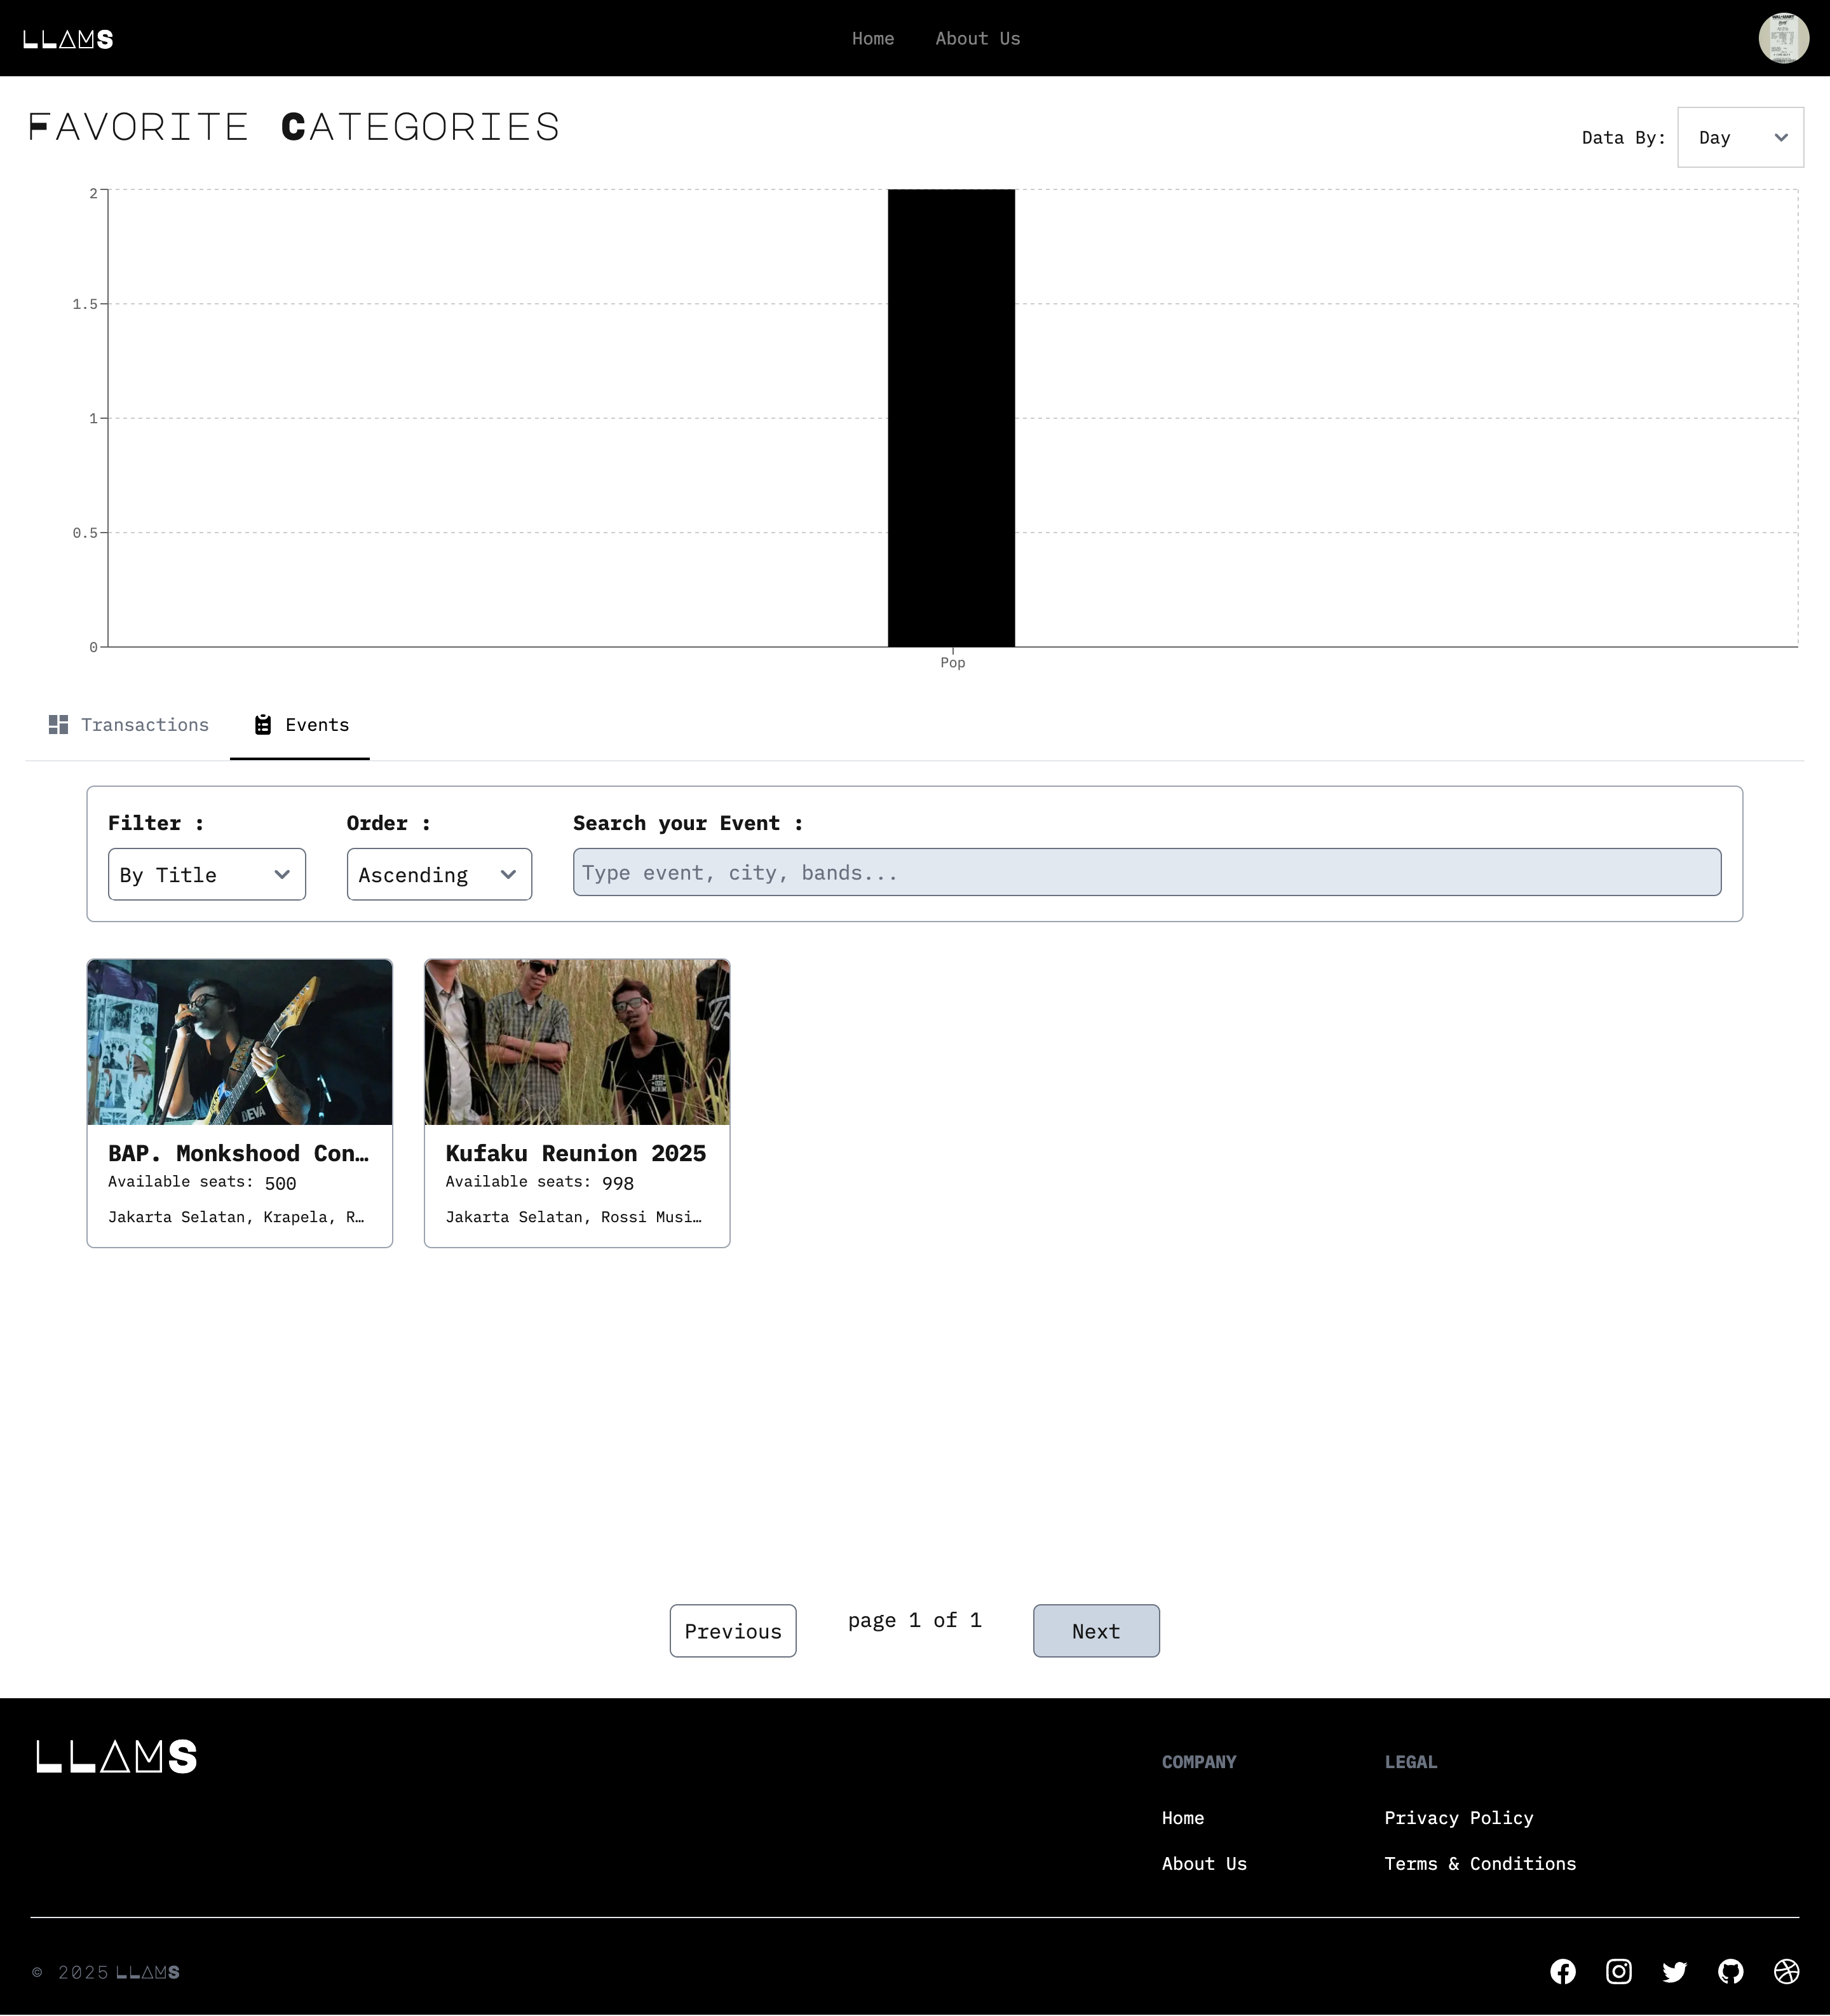 LLAMS
Home About Us
FAVORITE CATEGORIES
Data By: Day
2
1.5
1
0.5
0
Pop
Transactions Events
Filter : Order : Search your Event :
By Title Ascending Type event, city, bands...
DEVÁ
BAP. Monkshood Con…
Available seats: 500
Jakarta Selatan, Krapela, R…
Kufaku Reunion 2025
Available seats: 998
Jakarta Selatan, Rossi Musi…
Previous page 1 of 1 Next
LLAMS
COMPANY
Home
About Us
LEGAL
Privacy Policy
Terms & Conditions
© 2025 LLAMS